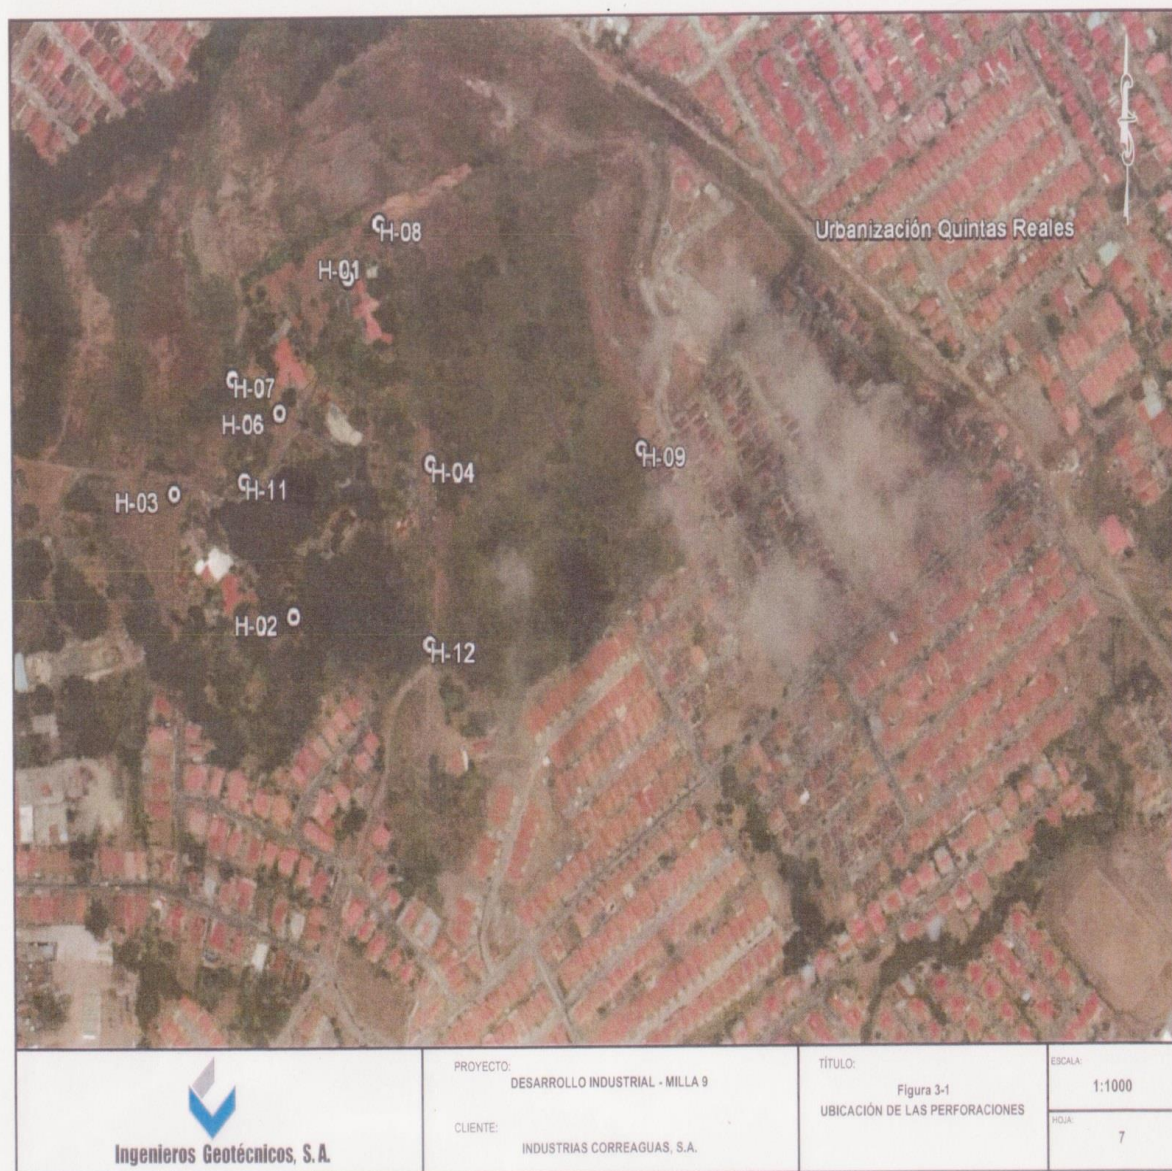 Urbanización Quintas Reales
H-08
H-01
H-07
H-06
H-04
H-09
H-11
H-03
H-02
H-12
Ingenieros Geotécnicos, S.A.
PROYECTO:
DESARROLLO INDUSTRIAL - MILLA 9
CLIENTE:
INDUSTRIAS CORREAGUAS, S.A.
TÍTULO:
Figura 3-1
UBICACIÓN DE LAS PERFORACIONES
ESCALA:
1:1000
HOJA:
7